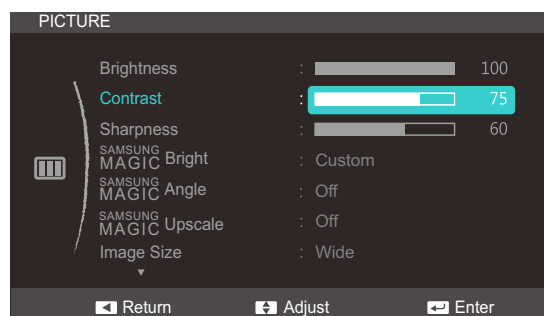 PICTURE
Brightness : 100
Contrast : 75
Sharpness : 60
SAMSUNG MAGIC Bright : Custom
SAMSUNG MAGIC Angle : Off
SAMSUNG MAGIC Upscale : Off
Image Size : Wide
Return Adjust Enter